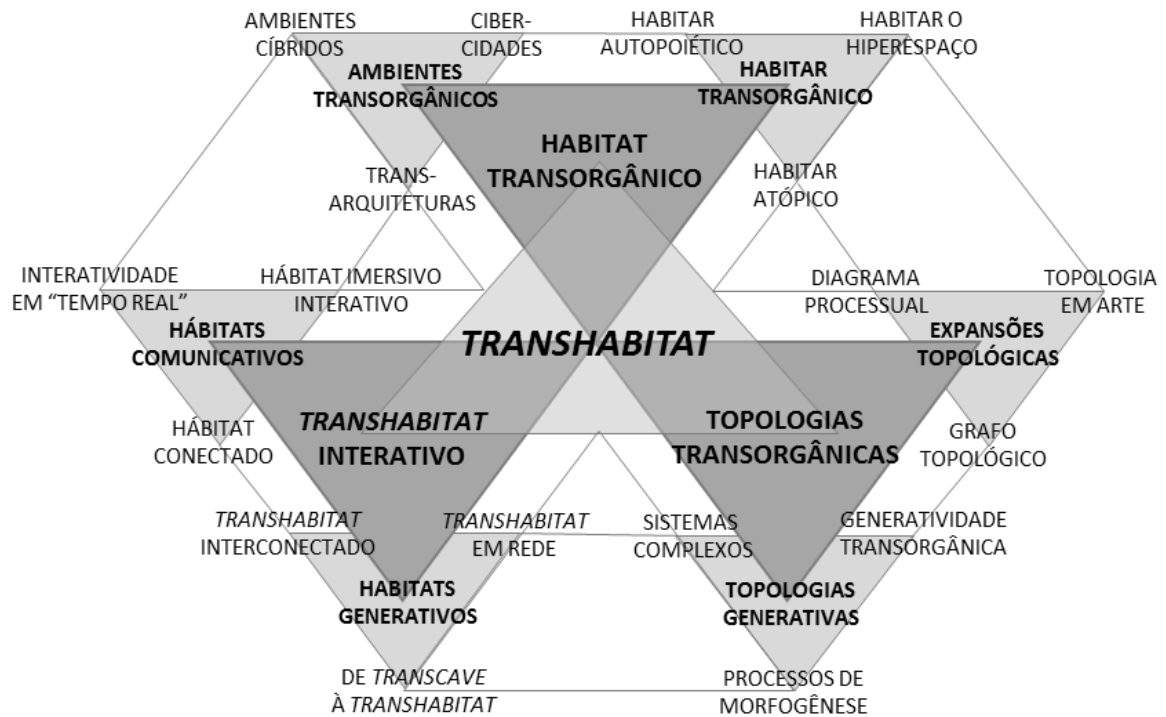 AMBIENTES
CÍBRIDOS
CIBER-
CIDADES
HABITAR
AUTOPOIÉTICO
HABITAR O
HIPERESPAÇO
AMBIENTES
TRANSORGÂNICOS
HABITAR
TRANSORGÂNICO
HABITAT
TRANSORGÂNICO
TRANS-
ARQUITETURAS
HABITAR
ATÓPICO
INTERATIVIDADE
EM “TEMPO REAL”
HÁBITAT IMERSIVO
INTERATIVO
DIAGRAMA
PROCESSUAL
TOPOLOGIA
EM ARTE
HÁBITATS
COMUNICATIVOS
TRANSHABITAT
EXPANSÕES
TOPOLÓGICAS
HÁBITAT
CONECTADO
TRANSHABITAT
INTERATIVO
TOPOLOGIAS
TRANSORGÂNICAS
GRAFO
TOPOLÓGICO
TRANSHABITAT
INTERCONECTADO
TRANSHABITAT
EM REDE
SISTEMAS
COMPLEXOS
GENERATIVIDADE
TRANSORGÂNICA
HABITATS
GENERATIVOS
TOPOLOGIAS
GENERATIVAS
DE TRANSCAVE
À TRANSHABITAT
PROCESSOS DE
MORFOGÊNESE